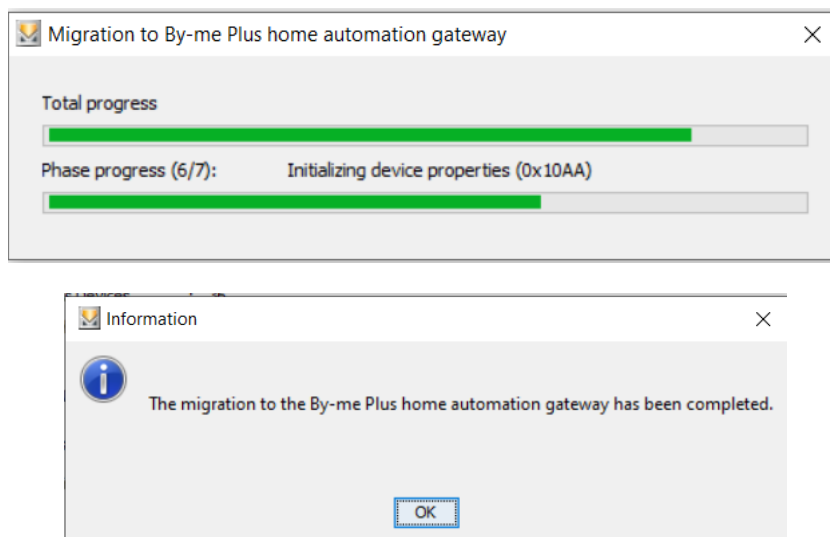 Migration to By-me Plus home automation gateway
Total progress
Phase progress (6/7): Initializing device properties (0x10AA)
Information
The migration to the By-me Plus home automation gateway has been completed.
OK